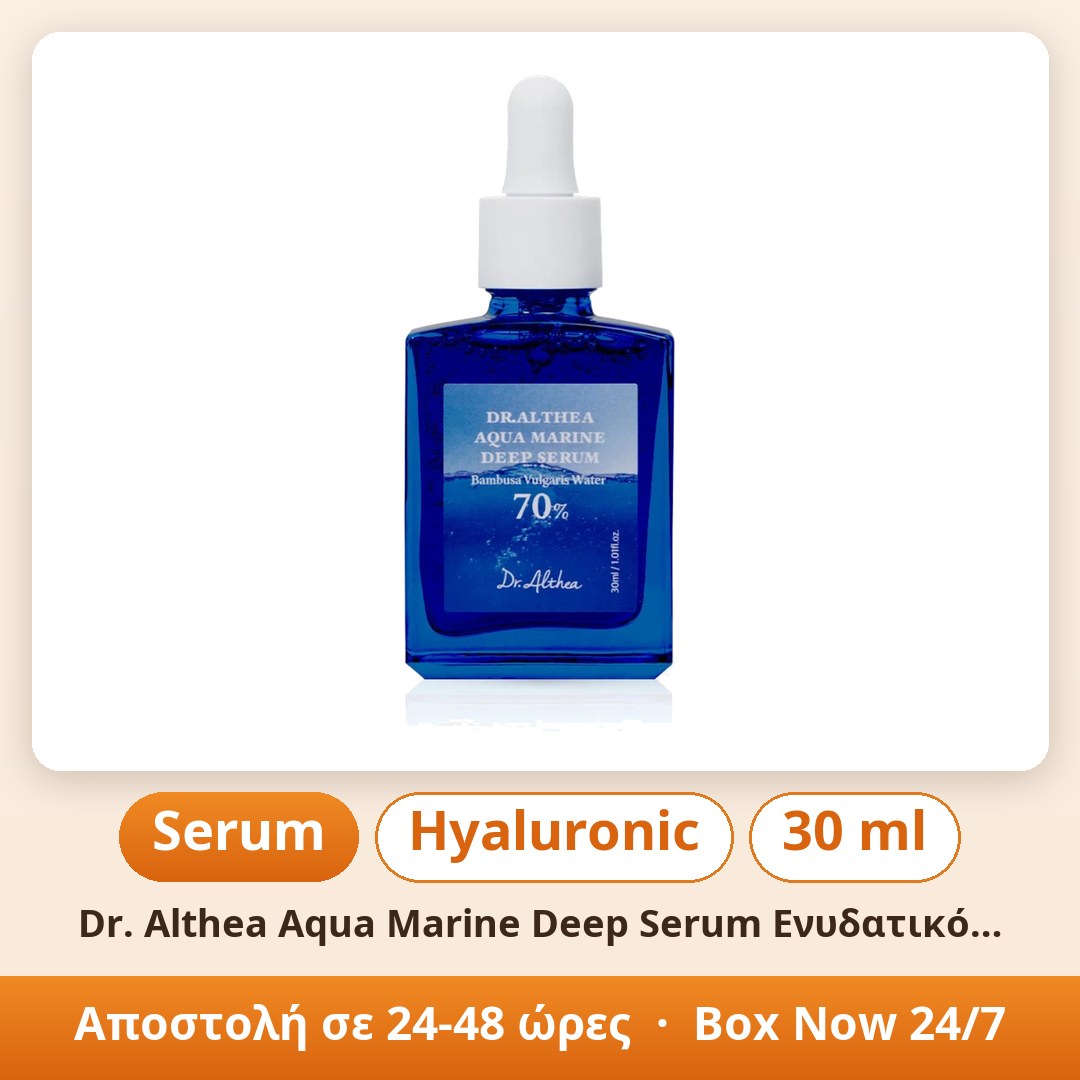 DR.ALTHEA
AQUA MARINE
DEEP SERUM
Bambusa Vulgaris Water
70%
30ml / 1.01fl.oz.
Dr. Althea
Serum
Hyaluronic
30 ml
Dr. Althea Aqua Marine Deep Serum Ενυδατικό...
Αποστολή σε 24-48 ώρες · Box Now 24/7